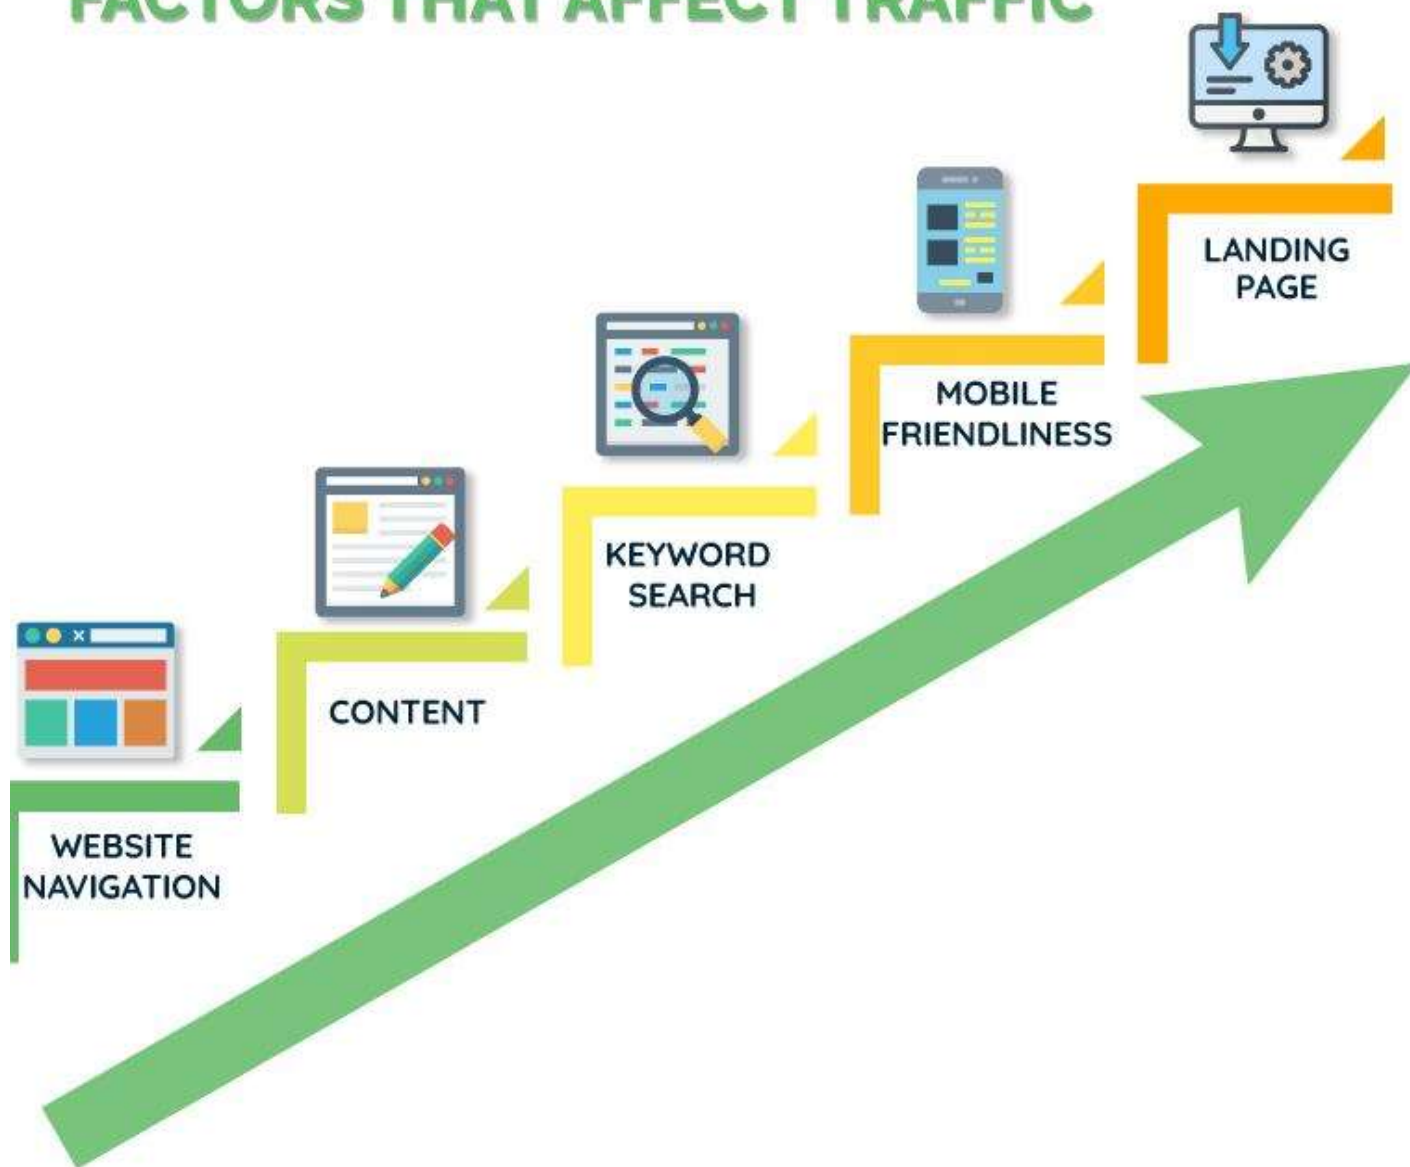 FACTORS THAT AFFECT TRAFFIC
LANDING
PAGE
MOBILE
FRIENDLINESS
KEYWORD
SEARCH
CONTENT
WEBSITE
NAVIGATION